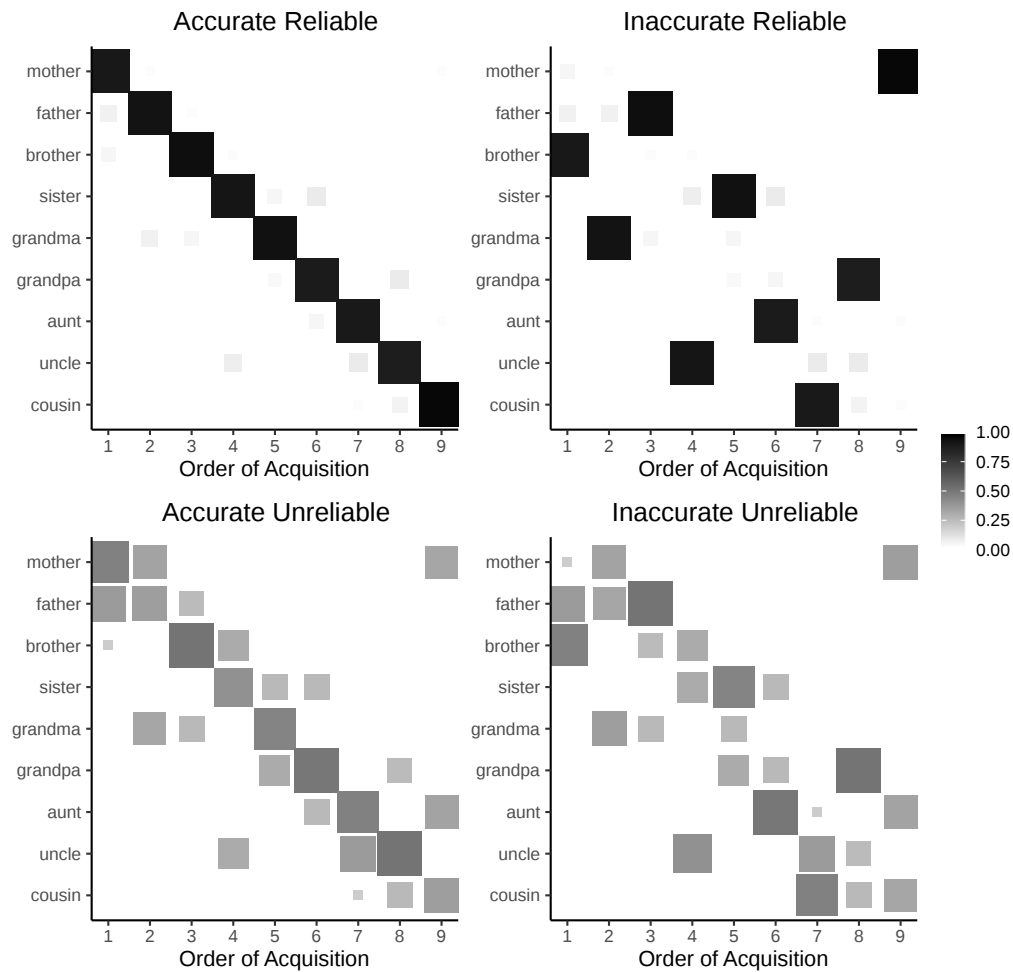 Accurate Reliable
mother
father
brother
sister
grandma
grandpa
aunt
uncle
cousin
1 2 3 4 5 6 7 8 9
Order of Acquisition
Inaccurate Reliable
mother
father
brother
sister
grandma
grandpa
aunt
uncle
cousin
1 2 3 4 5 6 7 8 9
Order of Acquisition
1.00
0.75
0.50
0.25
0.00
Accurate Unreliable
mother
father
brother
sister
grandma
grandpa
aunt
uncle
cousin
1 2 3 4 5 6 7 8 9
Order of Acquisition
Inaccurate Unreliable
mother
father
brother
sister
grandma
grandpa
aunt
uncle
cousin
1 2 3 4 5 6 7 8 9
Order of Acquisition